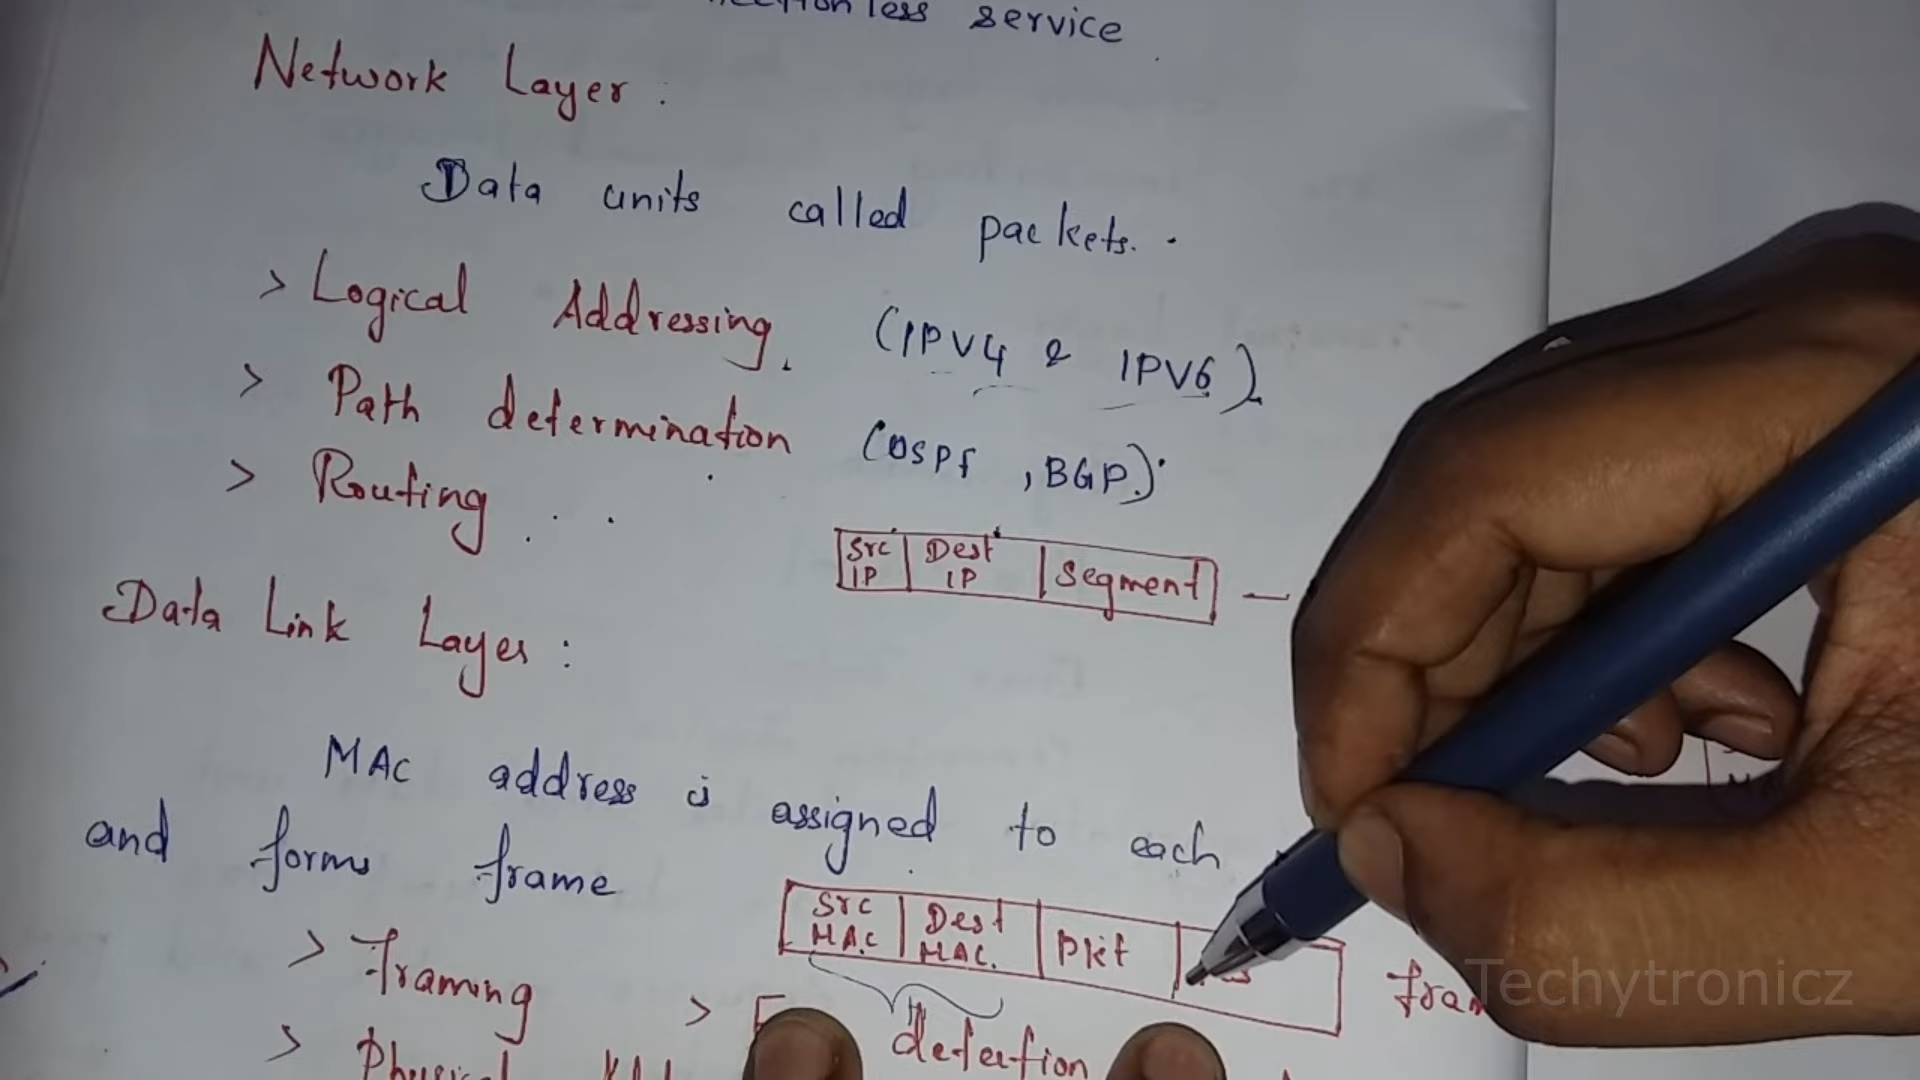 service
Network Layer :
Data units called packets.
> Logical Addressing. (IPV4 & IPV6).
> Path determination (OSPF, BGP).
> Routing.
Src IP Dest IP Segment —
Data Link Layer :
MAC address is assigned to each
and forms frame
Src MAC Dest MAC. Pkt
> Framing
> detection
> Physical
Techytronicz